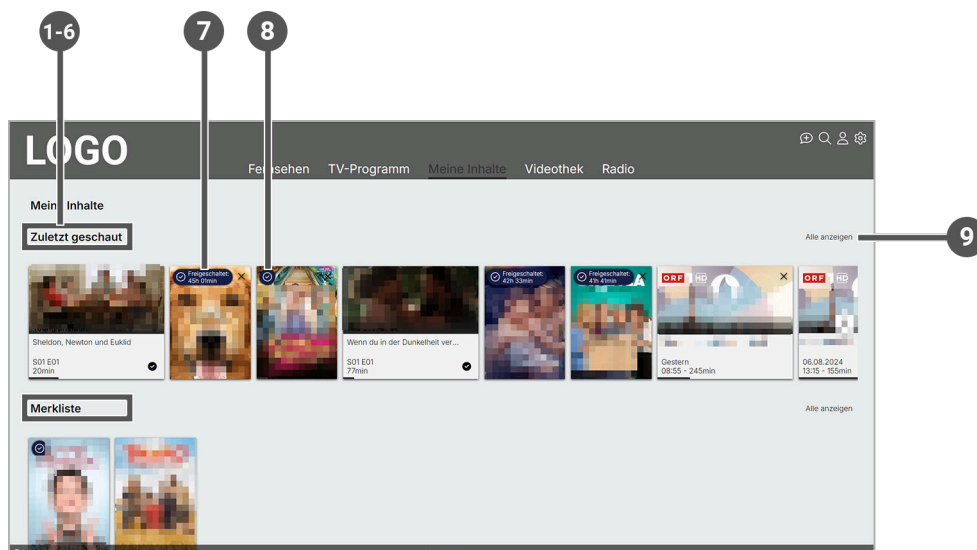 1-6
7
8
LOGO
Fernsehen TV-Programm Meine Inhalte Videothek Radio
Meine Inhalte
Zuletzt geschaut
Alle anzeigen
9
Freigeschaltet:
45h 01min
Freigeschaltet:
42h 33min
Freigeschaltet:
41h 41min
ORF 1 HD
ORF 1 HD
Sheldon, Newton und Euklid
S01 E01
20min
Wenn du in der Dunkelheit ver...
S01 E01
77min
Gestern
08:55 - 245min
06.08.2024
13:15 - 155min
Merkliste
Alle anzeigen